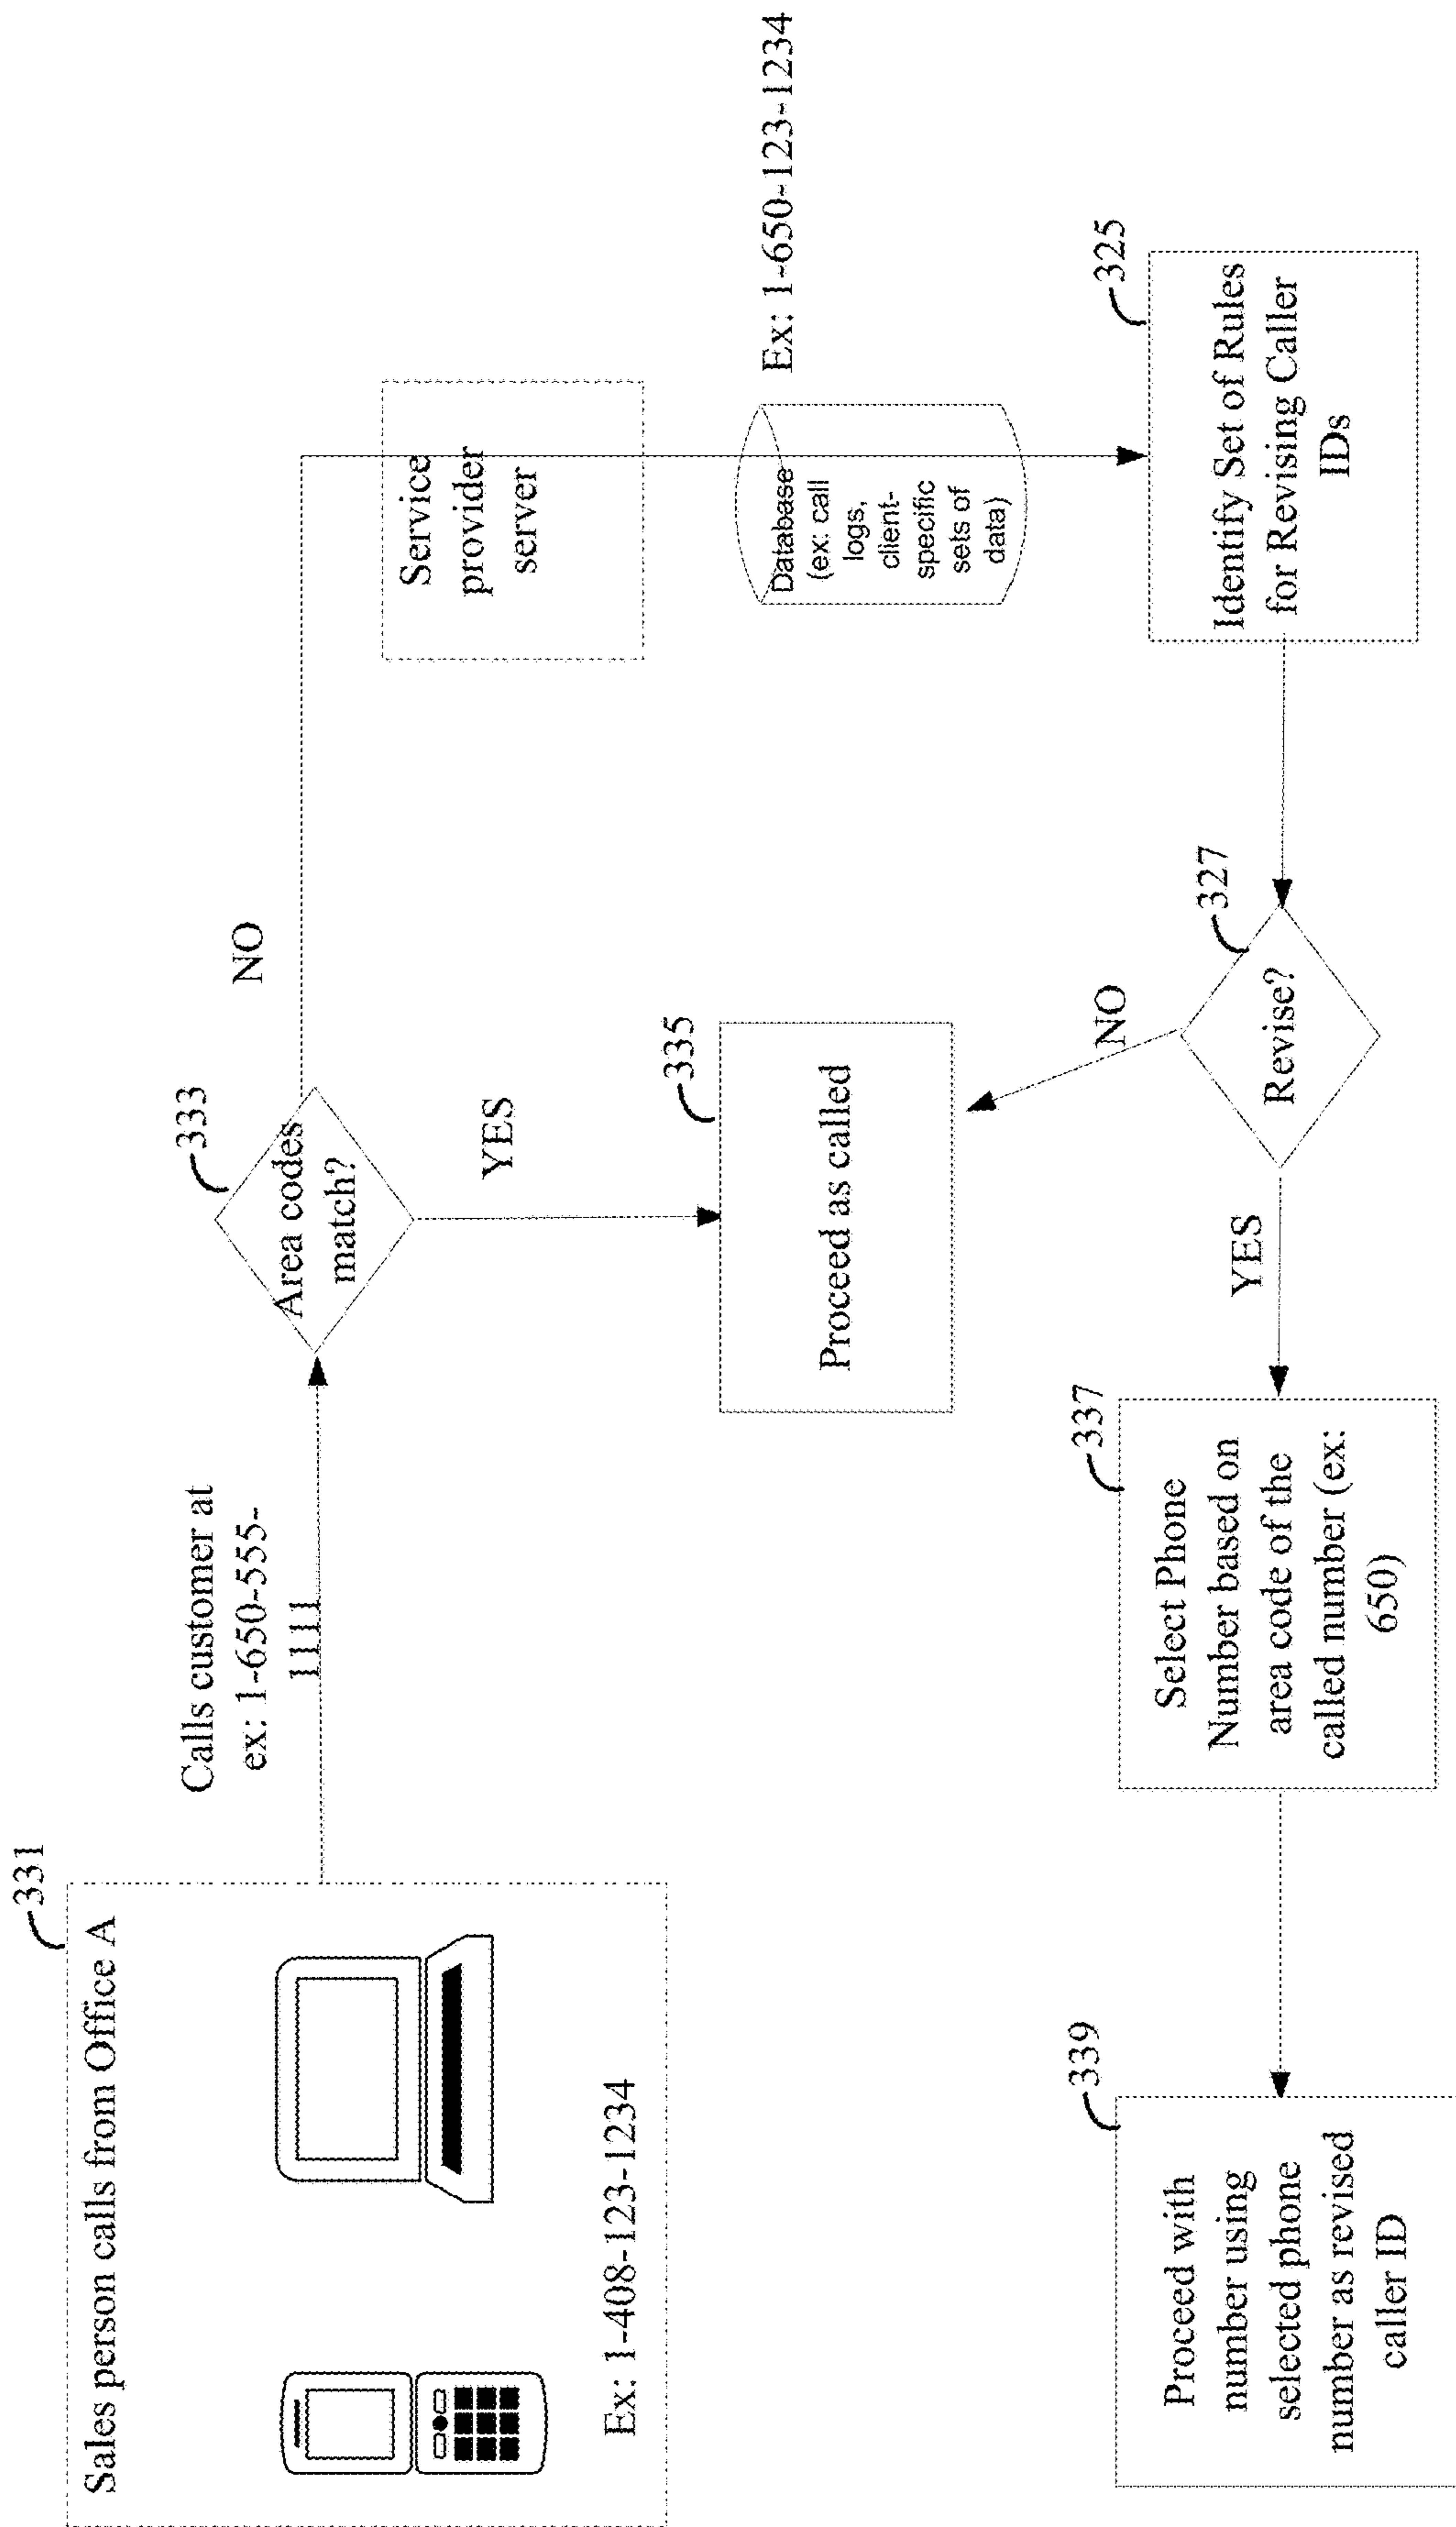 331
Sales person calls from Office A
Ex: 1-408-123-1234
Calls customer at
ex: 1-650-555-
1111
333
Area codes
match?
NO
YES
Service
provider
server
Database
(ex: call
logs,
client-
specific
sets of
data)
Ex: 1-650-123-1234
335
Proceed as called
339
Proceed with
number using
selected phone
number as revised
caller ID
337
Select Phone
Number based on
area code of the
called number (ex:
650)
YES
NO
327
Revise?
325
Identify Set of Rules
for Revising Caller
IDs